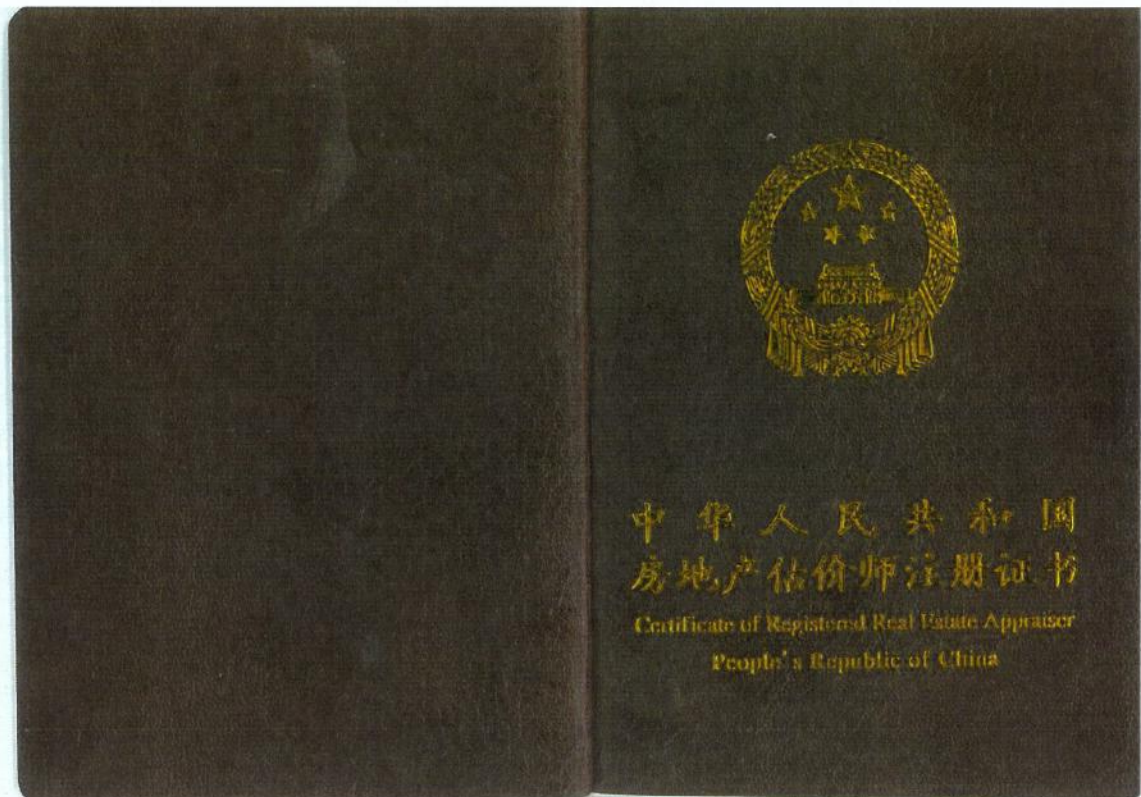 中华人民共和国
房地产估价师注册证书
Certificate of Registered Real Estate Appraiser
People's Republic of China